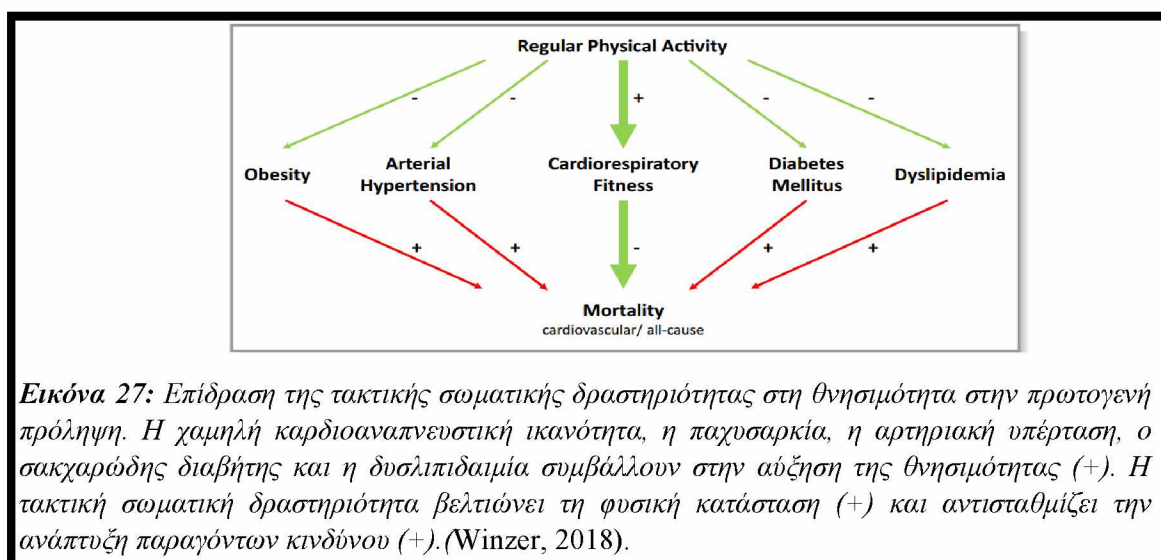 Regular Physical Activity
- - + - -
Obesity Arterial Hypertension Cardiorespiratory Fitness Diabetes Mellitus Dyslipidemia
+ + - + +
Mortality
cardiovascular/ all-cause
Εικόνα 27: Επίδραση της τακτικής σωματικής δραστηριότητας στη θνησιμότητα στην πρωτογενή
πρόληψη. Η χαμηλή καρδιοαναπνευστική ικανότητα, η παχυσαρκία, η αρτηριακή υπέρταση, ο
σακχαρώδης διαβήτης και η δυσλιπιδαιμία συμβάλλουν στην αύξηση της θνησιμότητας (+). Η
τακτική σωματική δραστηριότητα βελτιώνει τη φυσική κατάσταση (+) και αντισταθμίζει την
ανάπτυξη παραγόντων κινδύνου (+).(Winzer, 2018).